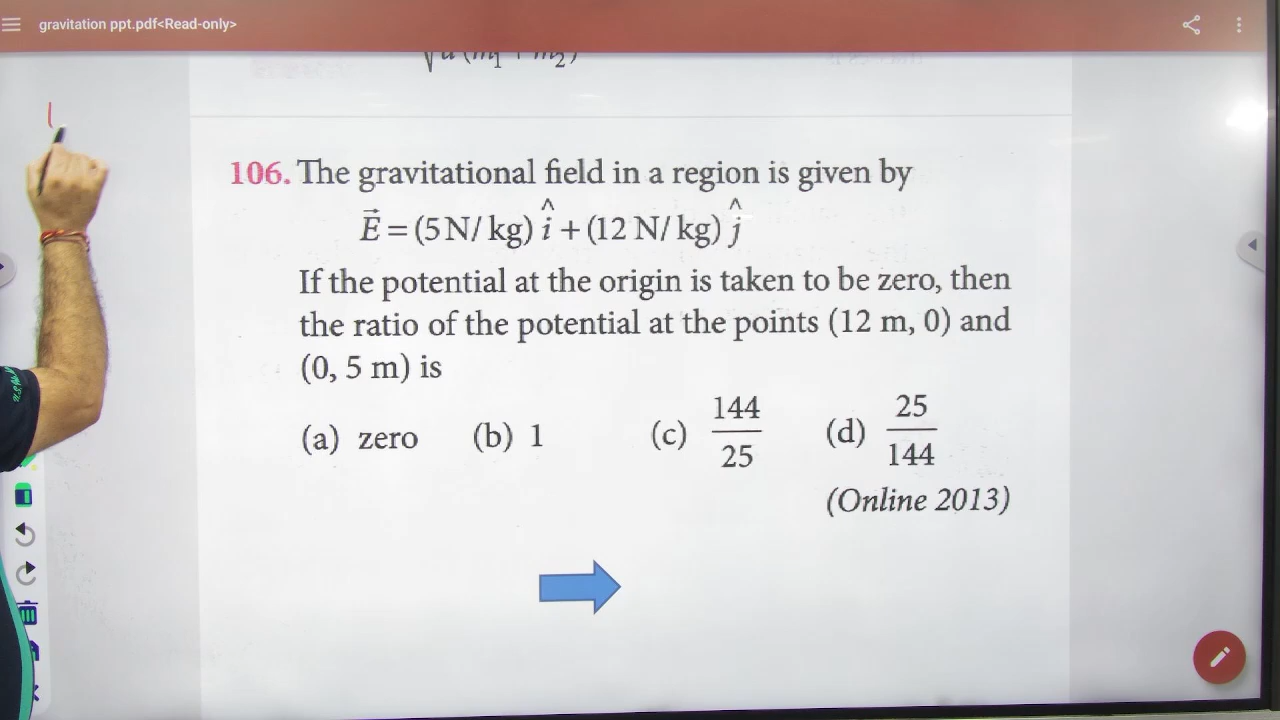 gravitation ppt.pdf<Read-only>
106. The gravitational field in a region is given by
E⃗ = (5 N/kg) î + (12 N/kg) ĵ
If the potential at the origin is taken to be zero, then
the ratio of the potential at the points (12 m, 0) and
(0, 5 m) is
(a) zero (b) 1 (c) 144/25 (d) 25/144
(Online 2013)